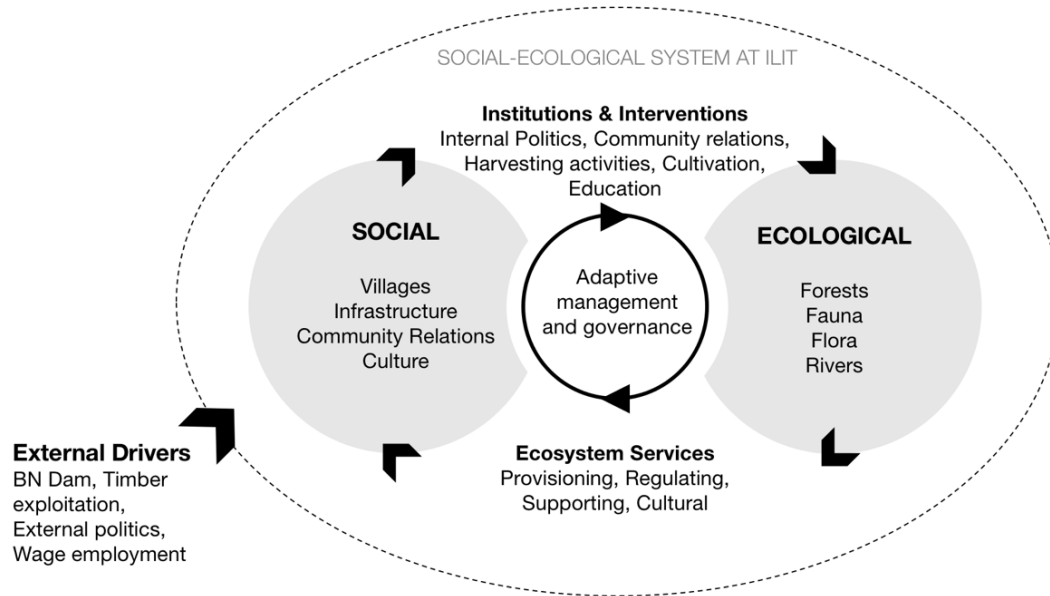 SOCIAL-ECOLOGICAL SYSTEM AT ILIT
Institutions & Interventions
Internal Politics, Community relations,
Harvesting activities, Cultivation,
Education
SOCIAL
Villages
Infrastructure
Community Relations
Culture
Adaptive
management
and governance
ECOLOGICAL
Forests
Fauna
Flora
Rivers
External Drivers
BN Dam, Timber
exploitation,
External politics,
Wage employment
Ecosystem Services
Provisioning, Regulating,
Supporting, Cultural